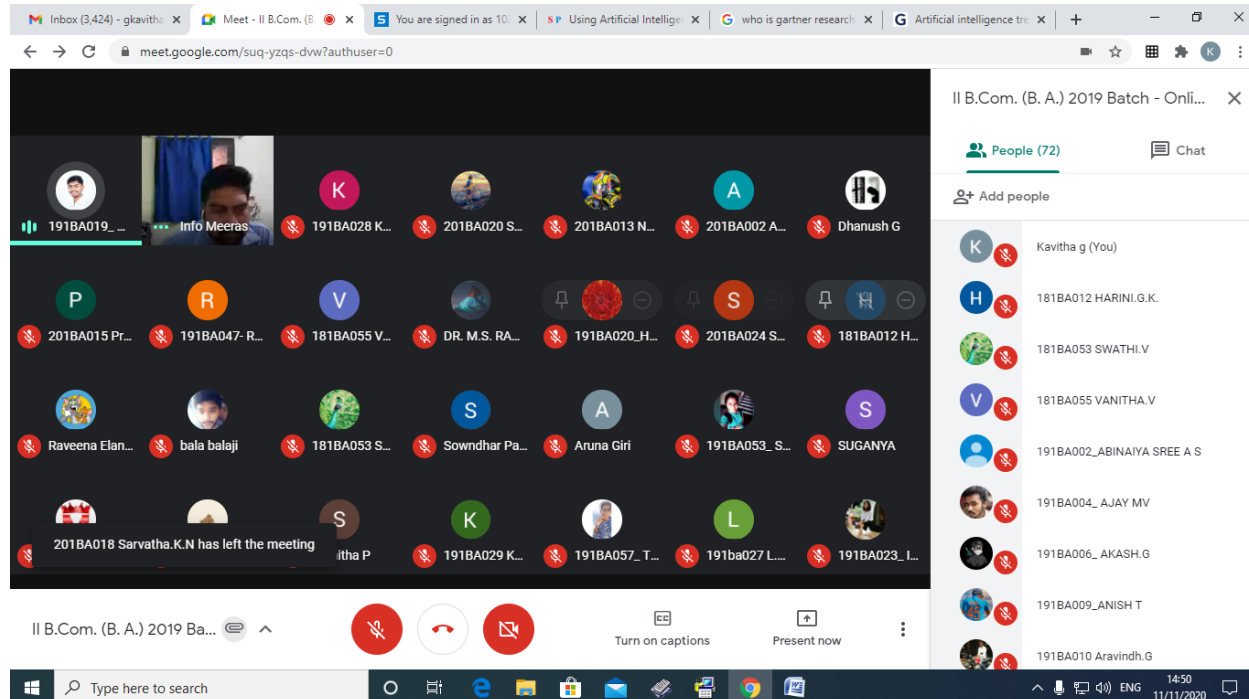 Inbox (3,424) - gkavitha
Meet - II B.Com. (B.
You are signed in as 10
Using Artificial Intellige
who is gartner research
Artificial intelligence tre
meet.google.com/suq-yzqs-dvw?authuser=0
K
II B.Com. (B. A.) 2019 Batch - Onli...
People (72)
Chat
Add people
191BA019_ ...
Info Meeras
K
191BA028 K...
201BA020 S...
201BA013 N...
A
201BA002 A...
Dhanush G
P
201BA015 Pr...
R
191BA047- R...
V
181BA055 V...
DR. M.S. RA...
191BA020_H...
S
201BA024 S...
H
181BA012 H...
Raveena Elan...
bala balaji
181BA053 S...
S
Sowndhar Pa...
A
Aruna Giri
191BA053_ S...
S
SUGANYA
S
itha P
K
191BA029 K...
191BA057_ T...
L
191ba027 L....
191BA023_ I...
201BA018 Sarvatha.K.N has left the meeting
K
Kavitha g (You)
H
181BA012 HARINI.G.K.
181BA053 SWATHI.V
V
181BA055 VANITHA.V
191BA002_ABINAIYA SREE A S
191BA004_ AJAY MV
191BA006_ AKASH.G
191BA009_ANISH T
191BA010 Aravindh.G
II B.Com. (B. A.) 2019 Ba...
Turn on captions
Present now
Type here to search
ENG
14:50
11/11/2020